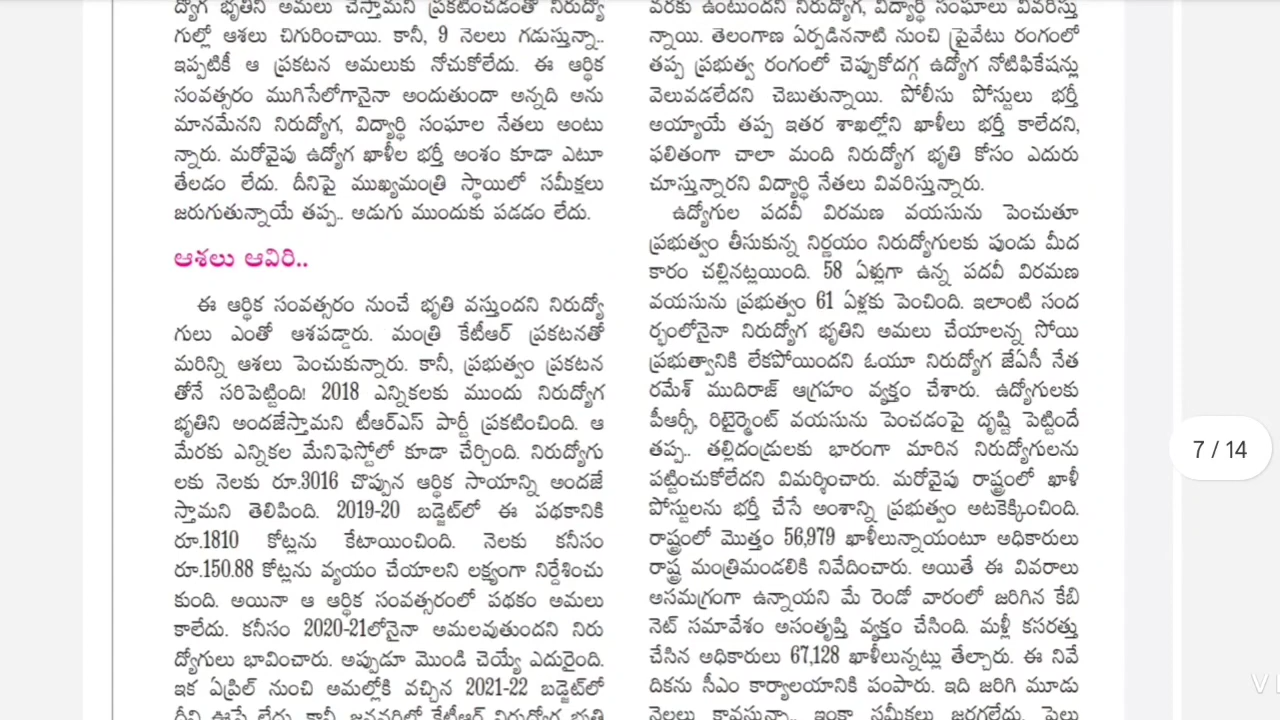 ద్యోగ భృతిని అమలు చేస్తామని ప్రకటించడంతో నిరుద్యో
గుల్లో ఆశలు చిగురించాయి. కానీ, 9 నెలలు గడుస్తున్నా..
ఇప్పటికీ ఆ ప్రకటన అమలుకు నోచుకోలేదు. ఈ ఆర్థిక
సంవత్సరం ముగిసేలోగానైనా అందుతుందా అన్నది అను
మానమేనని నిరుద్యోగ, విద్యార్థి సంఘాల నేతలు అంటు
న్నారు. మరోవైపు ఉద్యోగ ఖాళీల భర్తీ అంశం కూడా ఎటూ
తేలడం లేదు. దీనిపై ముఖ్యమంత్రి స్థాయిలో సమీక్షలు
జరుగుతున్నాయే తప్ప.. అడుగు ముందుకు పడడం లేదు.
ఆశలు ఆవిరి..
ఈ ఆర్థిక సంవత్సరం నుంచే భృతి వస్తుందని నిరుద్యో
గులు ఎంతో ఆశపడ్డారు. మంత్రి కేటీఆర్ ప్రకటనతో
మరిన్ని ఆశలు పెంచుకున్నారు. కానీ, ప్రభుత్వం ప్రకటన
తోనే సరిపెట్టింది! 2018 ఎన్నికలకు ముందు నిరుద్యోగ
భృతిని అందజేస్తామని టీఆర్ఎస్ పార్టీ ప్రకటించింది. ఆ
మేరకు ఎన్నికల మేనిఫెస్టోలో కూడా చేర్చింది. నిరుద్యోగు
లకు నెలకు రూ.3016 చొప్పున ఆర్థిక సాయాన్ని అందజే
స్తామని తెలిపింది. 2019-20 బడ్జెట్‌లో ఈ పథకానికి
రూ.1810 కోట్లను కేటాయించింది. నెలకు కనీసం
రూ.150.88 కోట్లను వ్యయం చేయాలని లక్ష్యంగా నిర్దేశించు
కుంది. అయినా ఆ ఆర్థిక సంవత్సరంలో పథకం అమలు
కాలేదు. కనీసం 2020-21లోనైనా అమలవుతుందని నిరు
ద్యోగులు భావించారు. అప్పుడూ మొండి చెయ్యే ఎదురైంది.
ఇక ఏప్రిల్ నుంచి అమల్లోకి వచ్చిన 2021-22 బడ్జెట్‌లో
దీని ఊసే లేదు. కానీ, జనవరిలో కేటీఆర్ నిరుద్యోగ భృతి
వరకు ఉంటుందని నిరుద్యోగ, విద్యార్థి సంఘాలు వివరిస్తు
న్నాయి. తెలంగాణ ఏర్పడిననాటి నుంచి ప్రైవేటు రంగంలో
తప్ప ప్రభుత్వ రంగంలో చెప్పుకోదగ్గ ఉద్యోగ నోటిఫికేషన్లు
వెలువడలేదని చెబుతున్నాయి. పోలీసు పోస్టులు భర్తీ
అయ్యాయే తప్ప ఇతర శాఖల్లోని ఖాళీలు భర్తీ కాలేదని,
ఫలితంగా చాలా మంది నిరుద్యోగ భృతి కోసం ఎదురు
చూస్తున్నారని విద్యార్థి నేతలు వివరిస్తున్నారు.
ఉద్యోగుల పదవీ విరమణ వయసును పెంచుతూ
ప్రభుత్వం తీసుకున్న నిర్ణయం నిరుద్యోగులకు పుండు మీద
కారం చల్లినట్లయింది. 58 ఏళ్లుగా ఉన్న పదవీ విరమణ
వయసును ప్రభుత్వం 61 ఏళ్లకు పెంచింది. ఇలాంటి సంద
ర్భంలోనైనా నిరుద్యోగ భృతిని అమలు చేయాలన్న సోయి
ప్రభుత్వానికి లేకపోయిందని ఓయూ నిరుద్యోగ జేఏసీ నేత
రమేశ్ ముదిరాజ్ ఆగ్రహం వ్యక్తం చేశారు. ఉద్యోగులకు
పీఆర్సీ, రిటైర్మెంట్ వయసును పెంచడంపై దృష్టి పెట్టిందే
తప్ప.. తల్లిదండ్రులకు భారంగా మారిన నిరుద్యోగులను
పట్టించుకోలేదని విమర్శించారు. మరోవైపు రాష్ట్రంలో ఖాళీ
పోస్టులను భర్తీ చేసే అంశాన్ని ప్రభుత్వం అటకెక్కించింది.
రాష్ట్రంలో మొత్తం 56,979 ఖాళీలున్నాయంటూ అధికారులు
రాష్ట్ర మంత్రిమండలికి నివేదించారు. అయితే ఈ వివరాలు
అసమగ్రంగా ఉన్నాయని మే రెండో వారంలో జరిగిన కేబి
నెట్ సమావేశం అసంతృప్తి వ్యక్తం చేసింది. మళ్లీ కసరత్తు
చేసిన అధికారులు 67,128 ఖాళీలున్నట్లు తేల్చారు. ఈ నివే
దికను సీఎం కార్యాలయానికి పంపారు. ఇది జరిగి మూడు
నెలలు కావస్తున్నా.. ఇంకా సమీక్షలు జరగలేదు. పైలు
7 / 14